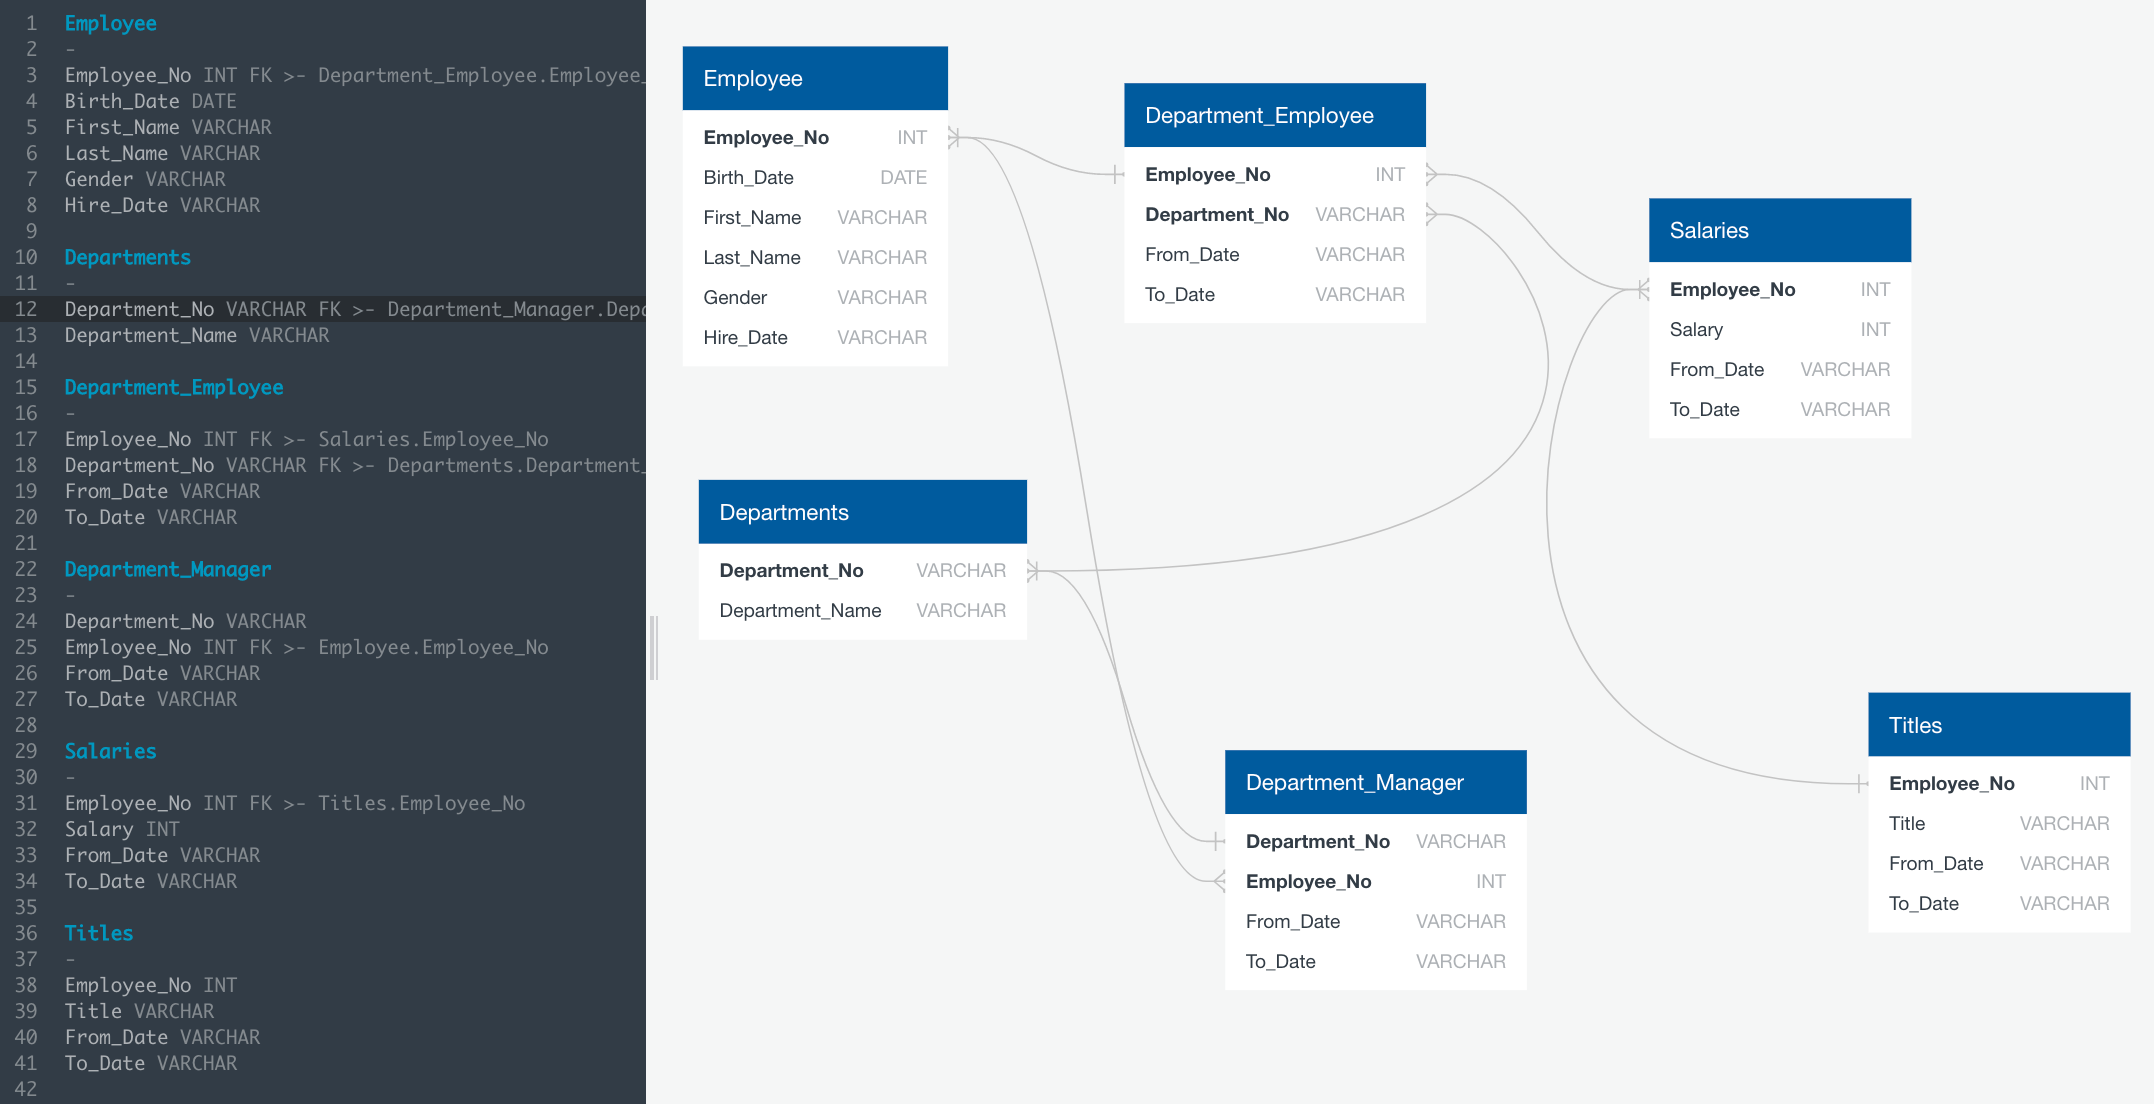 1 Employee
2 -
3 Employee_No INT FK >- Department_Employee.Employee_
4 Birth_Date DATE
5 First_Name VARCHAR
6 Last_Name VARCHAR
7 Gender VARCHAR
8 Hire_Date VARCHAR
9
10 Departments
11 -
12 Department_No VARCHAR FK >- Department_Manager.Depa
13 Department_Name VARCHAR
14
15 Department_Employee
16 -
17 Employee_No INT FK >- Salaries.Employee_No
18 Department_No VARCHAR FK >- Departments.Department_
19 From_Date VARCHAR
20 To_Date VARCHAR
21
22 Department_Manager
23 -
24 Department_No VARCHAR
25 Employee_No INT FK >- Employee.Employee_No
26 From_Date VARCHAR
27 To_Date VARCHAR
28
29 Salaries
30 -
31 Employee_No INT FK >- Titles.Employee_No
32 Salary INT
33 From_Date VARCHAR
34 To_Date VARCHAR
35
36 Titles
37 -
38 Employee_No INT
39 Title VARCHAR
40 From_Date VARCHAR
41 To_Date VARCHAR
42
Employee
Employee_No INT
Birth_Date DATE
First_Name VARCHAR
Last_Name VARCHAR
Gender VARCHAR
Hire_Date VARCHAR
Department_Employee
Employee_No INT
Department_No VARCHAR
From_Date VARCHAR
To_Date VARCHAR
Salaries
Employee_No INT
Salary INT
From_Date VARCHAR
To_Date VARCHAR
Departments
Department_No VARCHAR
Department_Name VARCHAR
Department_Manager
Department_No VARCHAR
Employee_No INT
From_Date VARCHAR
To_Date VARCHAR
Titles
Employee_No INT
Title VARCHAR
From_Date VARCHAR
To_Date VARCHAR